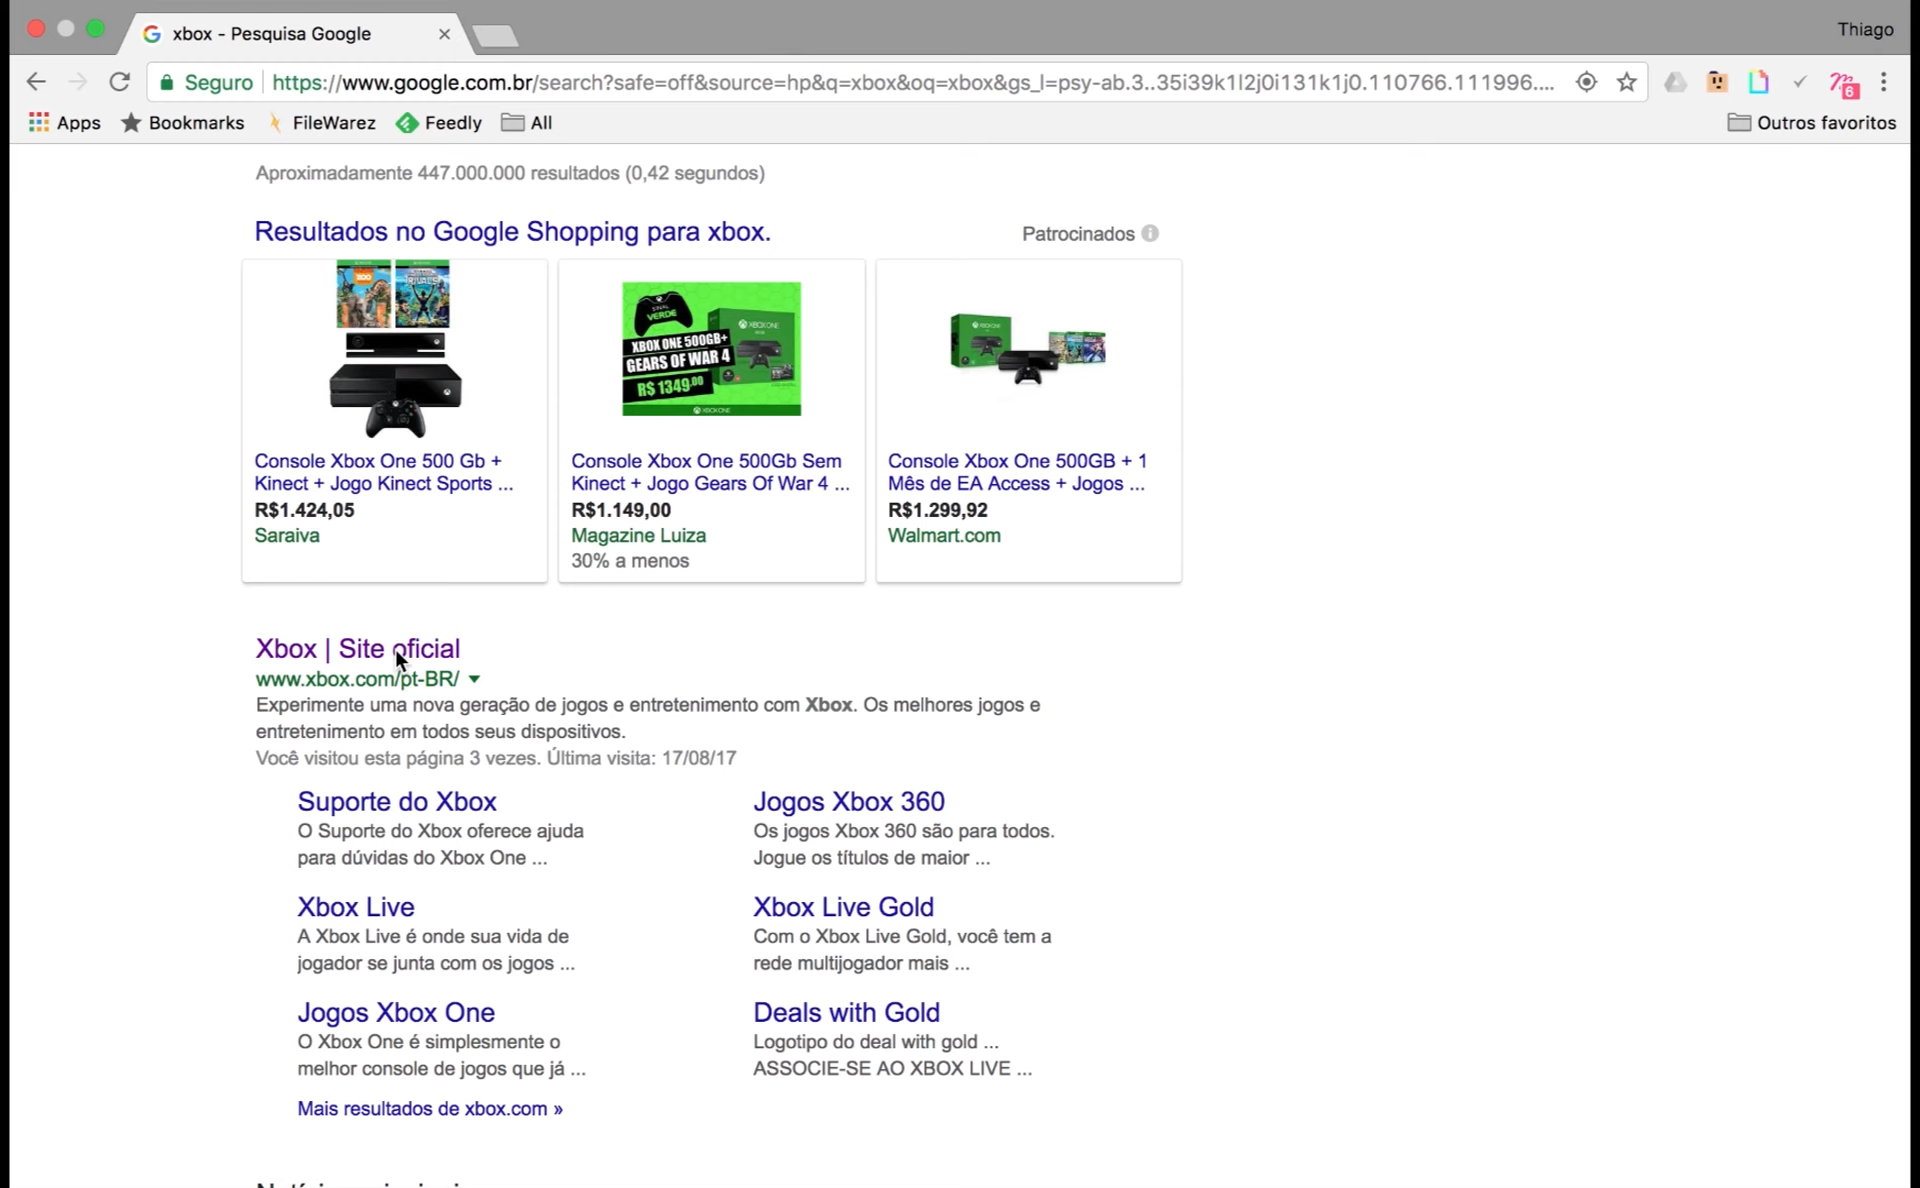 xbox - Pesquisa Google
Thiago
Seguro
https://www.google.com.br/search?safe=off&source=hp&q=xbox&oq=xbox&gs_l=psy-ab.3..35i39k1l2j0i131k1j0.110766.111996....
6
Apps
Bookmarks
FileWarez
Feedly
All
Outros favoritos
Aproximadamente 447.000.000 resultados (0,42 segundos)
Resultados no Google Shopping para xbox.
Patrocinados
SINAL
VERDE
XBOX ONE
XBOX ONE 500GB+
GEARS OF WAR 4
R$ 1349,00
XBOX ONE
Console Xbox One 500 Gb +
Kinect + Jogo Kinect Sports ...
R$1.424,05
Saraiva
Console Xbox One 500Gb Sem
Kinect + Jogo Gears Of War 4 ...
R$1.149,00
Magazine Luiza
30% a menos
Console Xbox One 500GB + 1
Mês de EA Access + Jogos ...
R$1.299,92
Walmart.com
Xbox | Site oficial
www.xbox.com/pt-BR/
Experimente uma nova geração de jogos e entretenimento com Xbox. Os melhores jogos e
entretenimento em todos seus dispositivos.
Você visitou esta página 3 vezes. Última visita: 17/08/17
Suporte do Xbox
O Suporte do Xbox oferece ajuda
para dúvidas do Xbox One ...
Jogos Xbox 360
Os jogos Xbox 360 são para todos.
Jogue os títulos de maior ...
Xbox Live
A Xbox Live é onde sua vida de
jogador se junta com os jogos ...
Xbox Live Gold
Com o Xbox Live Gold, você tem a
rede multijogador mais ...
Jogos Xbox One
O Xbox One é simplesmente o
melhor console de jogos que já ...
Deals with Gold
Logotipo do deal with gold ...
ASSOCIE-SE AO XBOX LIVE ...
Mais resultados de xbox.com »